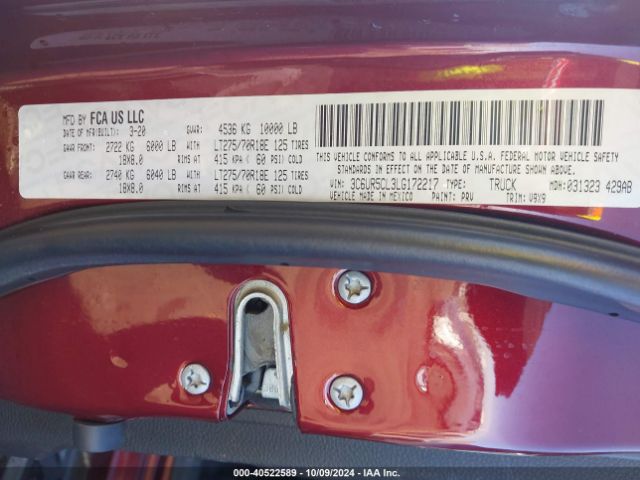 MFD BY FCA US LLC
DATE OF MFR(BUILT) 3-20 GVWR: 4536 KG 10000 LB
GAWR FRONT: 2722 KG 6000 LB WITH LT275/70R18E 125 TIRES
18X8.0 RIMS AT 415 KPA ( 60 PSI) COLD
GAWR REAR: 2740 KG 6040 LB WITH LT275/70R18E 125 TIRES
18X8.0 RIMS AT 415 KPA ( 60 PSI) COLD
THIS VEHICLE CONFORMS TO ALL APPLICABLE U.S.A. FEDERAL MOTOR VEHICLE SAFETY
STANDARDS IN EFFECT ON THE DATE OF MANUFACTURE SHOWN ABOVE.
VIN: 3C6UR5CL3LG172217 TYPE: TRUCK MDH: 031323 429AB
VEHICLE MADE IN MEXICO PAINT: PRV TRIM: V9X9
000-40522589 - 10/09/2024 - IAA Inc.